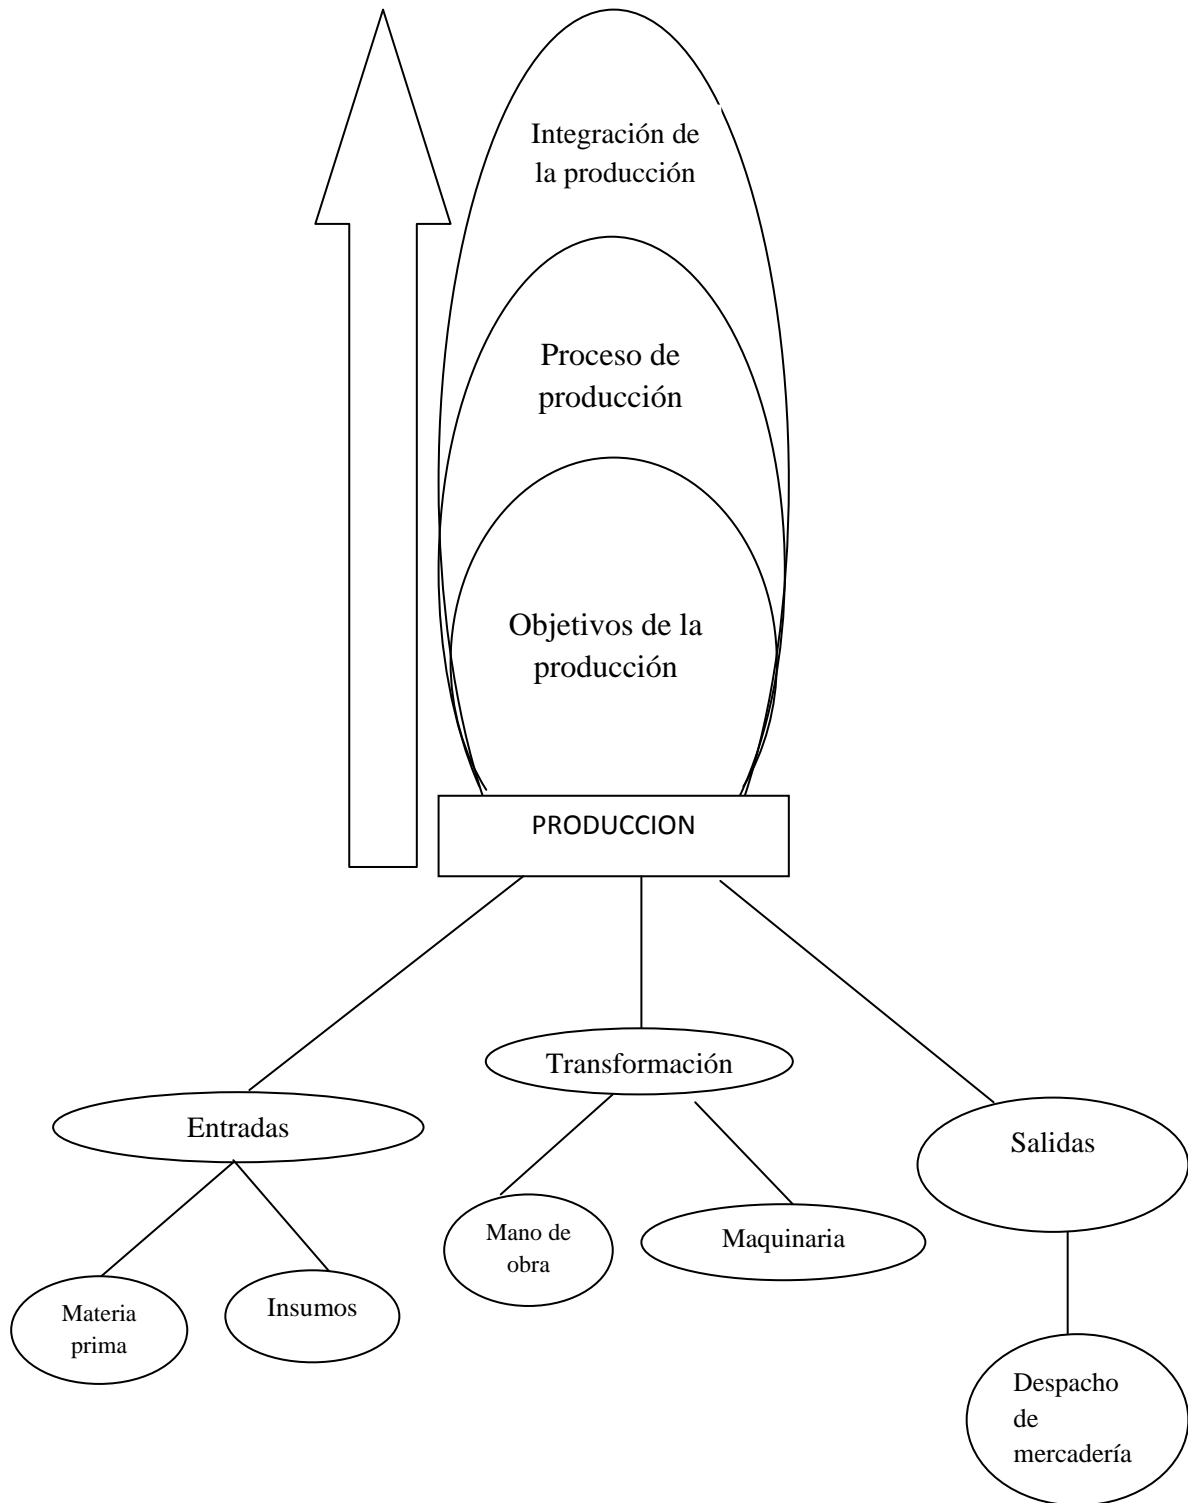 Integración de
la producción
Proceso de
producción
Objetivos de la
producción
PRODUCCION
Transformación
Entradas
Salidas
Mano de
obra
Maquinaria
Materia
prima
Insumos
Despacho
de
mercadería